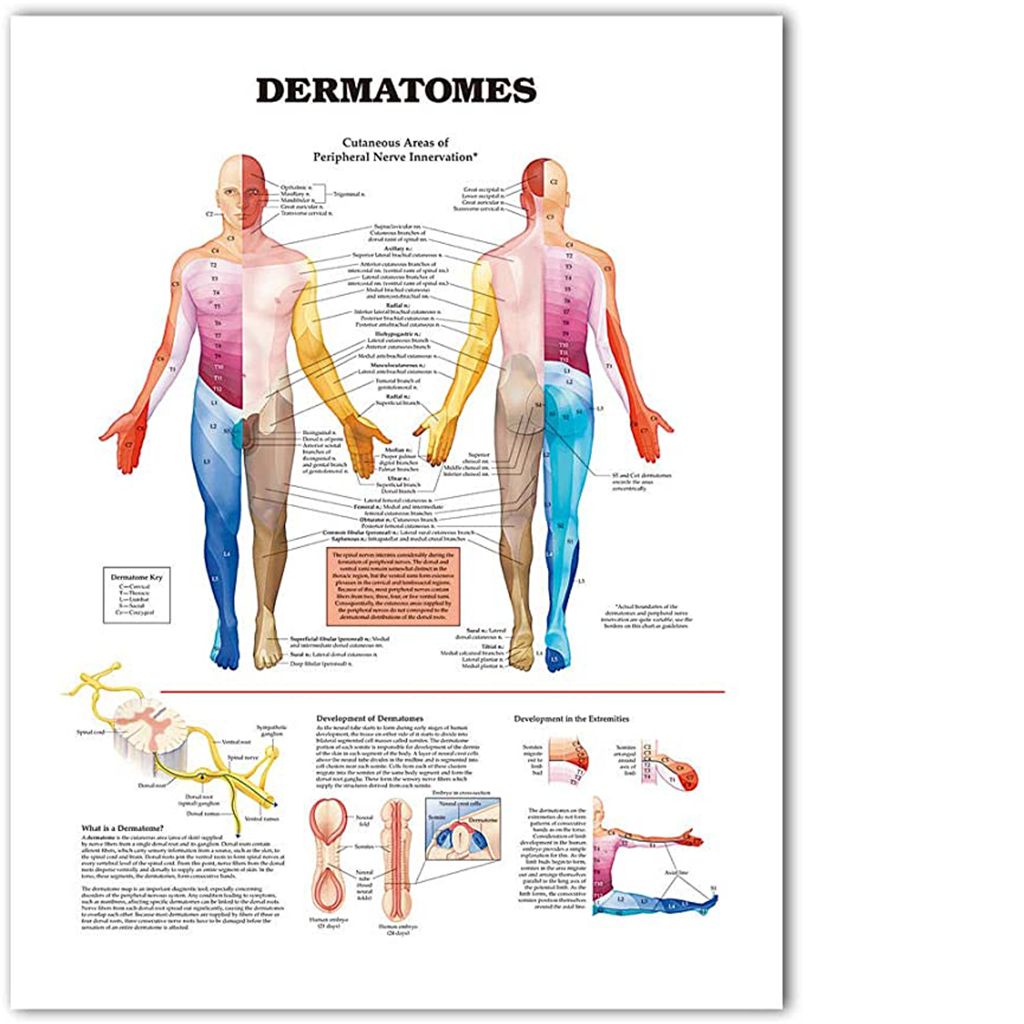 DERMATOMES
Cutaneous Areas of
Peripheral Nerve Innervation*
Opthalmic n.
Maxillary n.
Mandibular n.
Trigeminal n.
Great auricular n.
Transverse cervical n.
Great occipital n.
Lesser occipital n.
Great auricular n.
Transverse cervical n.
C2
C3
C4
T2
T3
T4
T5
T6
T7
T8
T9
T10
T11
T12
L1
L2
L3
L4
L5
C5
C6
T1
C7
C2
C3
C4
C5
T1
C6
C7
L1
L2
L3
S2
Supraclavicular nn.
Cutaneous branches of
dorsal rami of spinal nn.
Axillary n.:
Superior lateral brachial cutaneous n.
Anterior cutaneous branches of
intercostal nn. (ventral rami of spinal nn.)
Lateral cutaneous branches of
intercostal nn. (ventral rami of spinal nn.)
Medial brachial cutaneous
and intercostobrachial nn.
Radial n.:
Inferior lateral brachial cutaneous n.
Posterior brachial cutaneous n.
Posterior antebrachial cutaneous n.
Iliohypogastric n.:
Lateral cutaneous branch
Anterior cutaneous branch
Medial antebrachial cutaneous n.
Musculocutaneous n.:
Lateral antebrachial cutaneous n.
Femoral branch of
genitofemoral n.
Radial n.:
Superficial branch
Ilioinguinal n.
Dorsal n. of penis
Anterior scrotal
branches of
ilioinguinal n.
and genital branch
of genitofemoral n.
Median n.:
Proper palmar
digital branches
Palmar branches
Ulnar n.:
Superficial branch
Dorsal branch
Superior
cluneal nn.
Middle cluneal nn.
Inferior cluneal nn.
S5 and Co1 dermatomes
encircle the anus
concentrically
Lateral femoral cutaneous n.
Femoral n.: Medial and intermediate
femoral cutaneous branches
Obturator n.: Cutaneous branch
Posterior femoral cutaneous n.
Common fibular (peroneal) n.: Lateral sural cutaneous branch
Saphenous n.: Infrapatellar and medial crural branches
The spinal nerves intermix considerably during the
formation of peripheral nerves. The dorsal and
ventral rami remain somewhat distinct in the
thoracic region, but the ventral rami form extensive
plexuses in the cervical and lumbosacral regions.
Because of this, most peripheral nerves contain
fibers from two, three, four, or five ventral rami.
Consequently, the cutaneous areas supplied by
the peripheral nerves do not correspond to the
dermatomal distributions of the dorsal roots.
Dermatome Key
C—Cervical
T—Thoracic
L—Lumbar
S—Sacral
Co—Coccygeal
*Actual boundaries of the
dermatomes and peripheral nerve
innervation are quite variable; use the
borders on this chart as guidelines.
Superficial fibular (peroneal) n.: Medial
and intermediate dorsal cutaneous nn.
Sural n.: Lateral dorsal cutaneous n.
Deep fibular (peroneal) n.
Sural n.: Lateral
dorsal cutaneous n.
Tibial n.:
Medial calcaneal branches
Lateral plantar n.
Medial plantar n.
Spinal cord
Sympathetic
ganglion
Ventral root
Spinal nerve
Dorsal root
Dorsal root
(spinal) ganglion
Dorsal ramus
Ventral ramus
What is a Dermatome?
A dermatome is the cutaneous area (area of skin) supplied
by nerve fibers from a single dorsal root and its ganglion. Dorsal roots contain
afferent fibers, which carry sensory information from a source, such as the skin, to
the spinal cord and brain. Dorsal roots join the ventral roots to form spinal nerves at
every vertebral level of the spinal cord. From this point, nerve fibers from the dorsal
roots disperse ventrally and dorsally to supply an entire segment of skin. In the
torso, these segments, the dermatomes, form consecutive bands.
The dermatome map is an important diagnostic tool, especially concerning
disorders of the peripheral nervous system. Any condition leading to symptoms,
such as numbness, affecting specific dermatomes can be linked to the dorsal roots.
Nerve fibers from each dorsal root spread out significantly, causing the dermatomes
to overlap each other. Because most dermatomes are supplied by fibers of three or
four dorsal roots, three consecutive nerve roots have to be damaged before the
sensation of an entire dermatome is affected.
Development of Dermatomes
As the neural tube starts to form during early stages of human
development, the tissue on either side of it starts to divide into
bilateral segmented cell masses called somites. The dermatome
portion of each somite is responsible for development of the dermis
of the skin in each segment of the body. A layer of neural crest cells
above the neural tube divides in the midline and is segmented into
cell clusters near each somite. Cells from each of these clusters
migrate into the somites of the same body segment and form the
dorsal root ganglia. These form the sensory nerve fibers which
supply the structures derived from each somite.
Embryo in cross-section
Neural crest cells
Somite
Dermatome
Neural
fold
Somites
Neural
tube
(fused
neural
folds)
Human embryo
(21 days)
Human embryo
(24 days)
Development in the Extremities
Somites
migrate
out to
limb
bud
Somites
arranged
around
axis of
limb
The dermatomes on the
extremities do not form
patterns of consecutive
bands as on the torso.
Consideration of limb
development in the human
embryo provides a simple
explanation for this. As the
limb buds begin to form,
somites in the area migrate
out and arrange themselves
parallel to the long axis of
the potential limb. As the
limb forms, the consecutive
somites position themselves
around the axial line.
Axial line